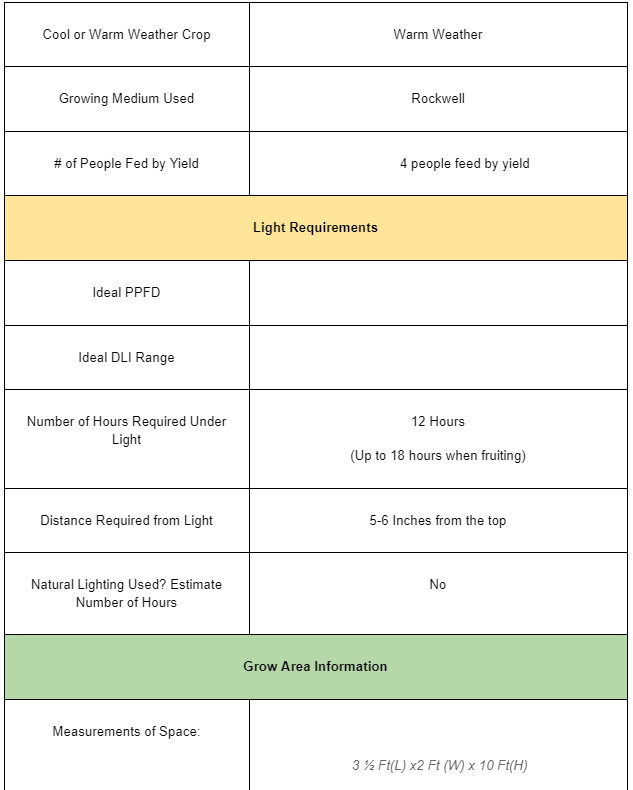 Cool or Warm Weather Crop
Warm Weather
Growing Medium Used
Rockwell
# of People Fed by Yield
4 people feed by yield
Light Requirements
Ideal PPFD
Ideal DLI Range
Number of Hours Required Under
Light
12 Hours
(Up to 18 hours when fruiting)
Distance Required from Light
5-6 Inches from the top
Natural Lighting Used? Estimate
Number of Hours
No
Grow Area Information
Measurements of Space:
3 ½ Ft(L) x2 Ft (W) x 10 Ft(H)